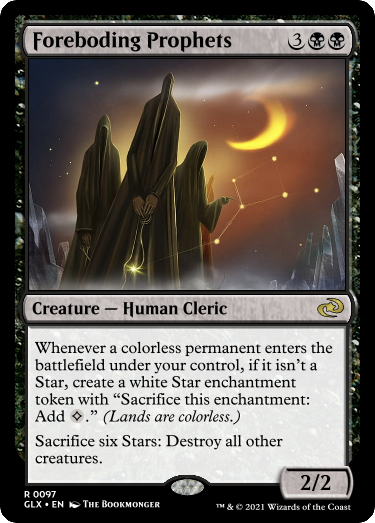 Foreboding Prophets 3
Creature — Human Cleric
Whenever a colorless permanent enters the
battlefield under your control, if it isn't a
Star, create a white Star enchantment
token with “Sacrifice this enchantment:
Add ◇.” (Lands are colorless.)
Sacrifice six Stars: Destroy all other
creatures.
2/2
R 0097
GLX • EN The Bookmonger
™ & © 2021 Wizards of the Coast